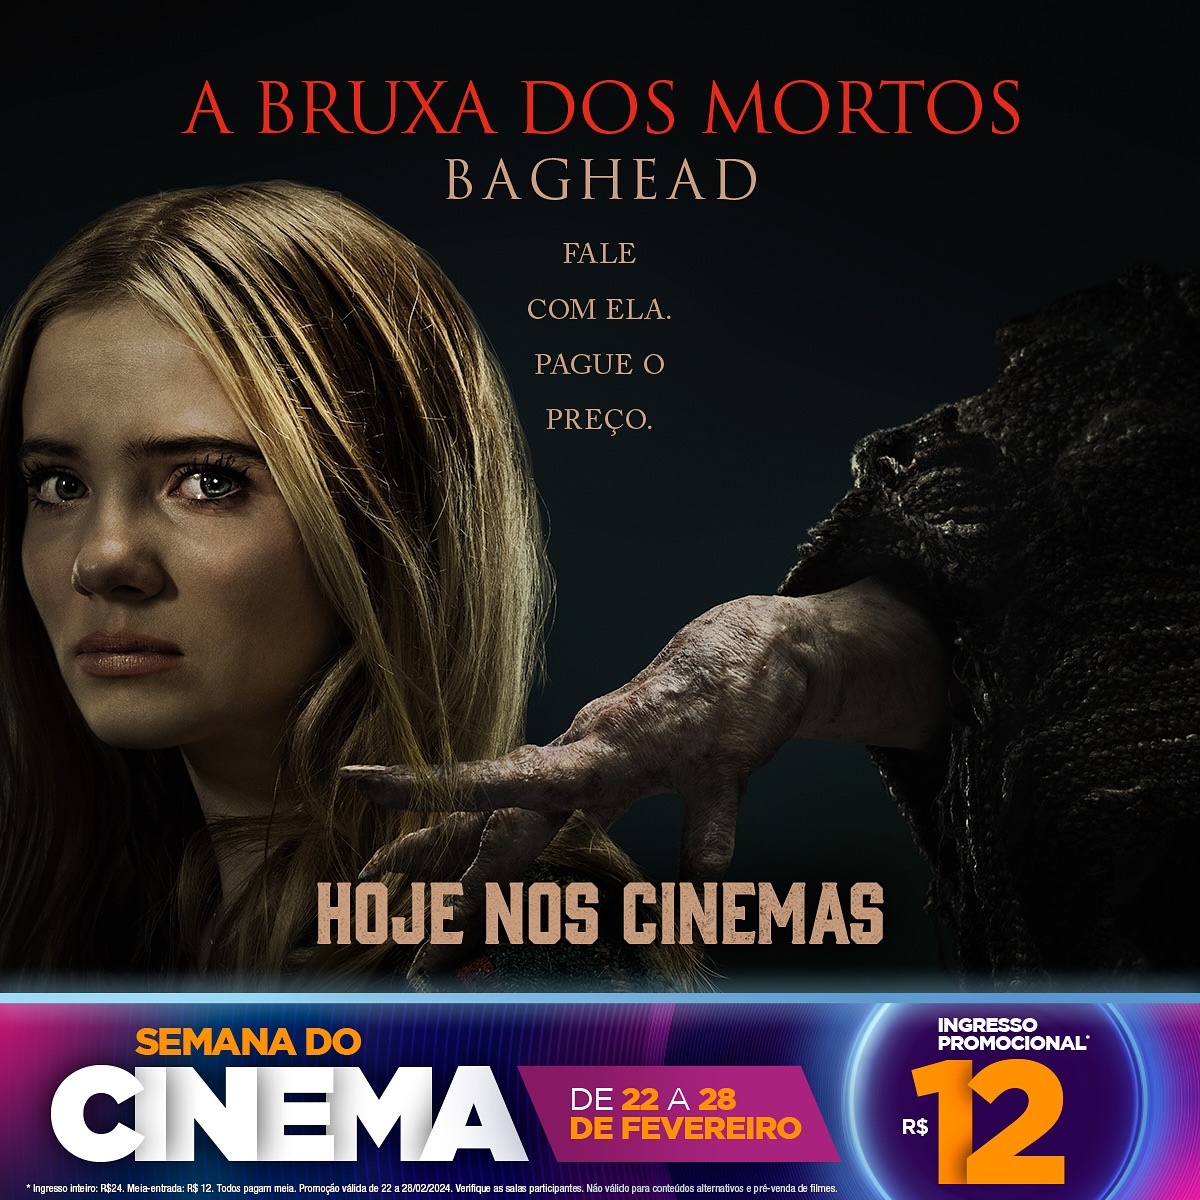 A BRUXA DOS MORTOS
BAGHEAD
FALE
COM ELA.
PAGUE O
PREÇO.
HOJE NOS CINEMAS
SEMANA DO
CINEMA
DE 22 A 28
DE FEVEREIRO
INGRESSO
PROMOCIONAL*
R$ 12
* Ingresso inteiro: R$24. Meia-entrada: R$ 12. Todos pagam meia. Promoção válida de 22 a 28/02/2024. Verifique as salas participantes. Não válido para conteúdos alternativos e pré-venda de filmes.